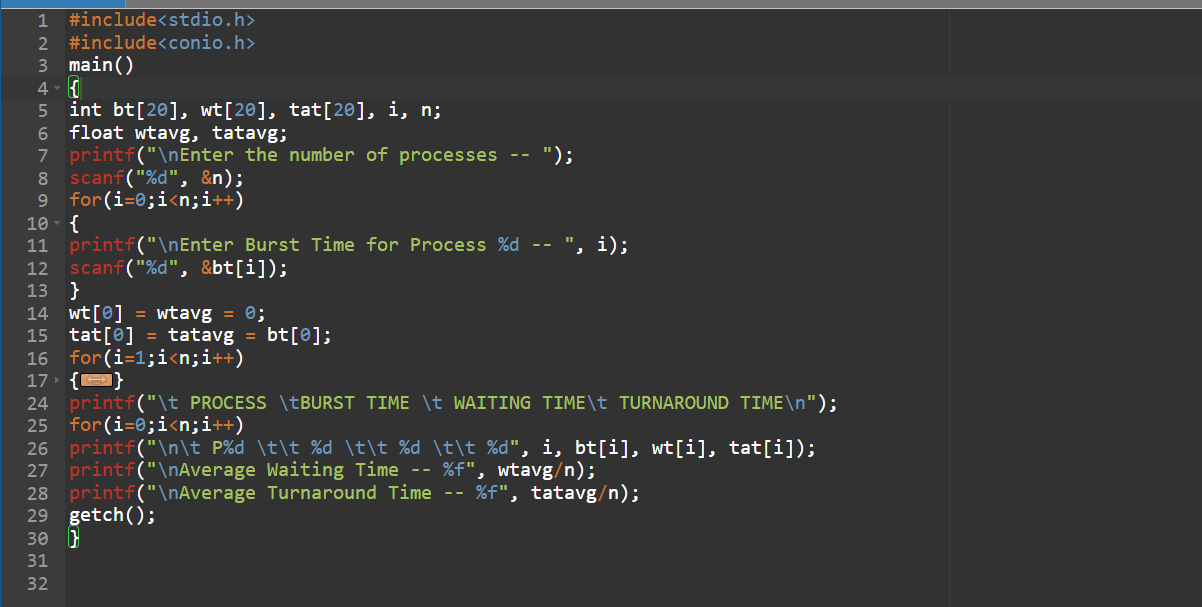 1 #include<stdio.h>
2 #include<conio.h>
3 main()
4 {
5 int bt[20], wt[20], tat[20], i, n;
6 float wtavg, tatavg;
7 printf("\nEnter the number of processes -- ");
8 scanf("%d", &n);
9 for(i=0;i<n;i++)
10 {
11 printf("\nEnter Burst Time for Process %d -- ", i);
12 scanf("%d", &bt[i]);
13 }
14 wt[0] = wtavg = 0;
15 tat[0] = tatavg = bt[0];
16 for(i=1;i<n;i++)
17 {}
24 printf("\t PROCESS \tBURST TIME \t WAITING TIME\t TURNAROUND TIME\n");
25 for(i=0;i<n;i++)
26 printf("\n\t P%d \t\t %d \t\t %d \t\t %d", i, bt[i], wt[i], tat[i]);
27 printf("\nAverage Waiting Time -- %f", wtavg/n);
28 printf("\nAverage Turnaround Time -- %f", tatavg/n);
29 getch();
30 }
31
32